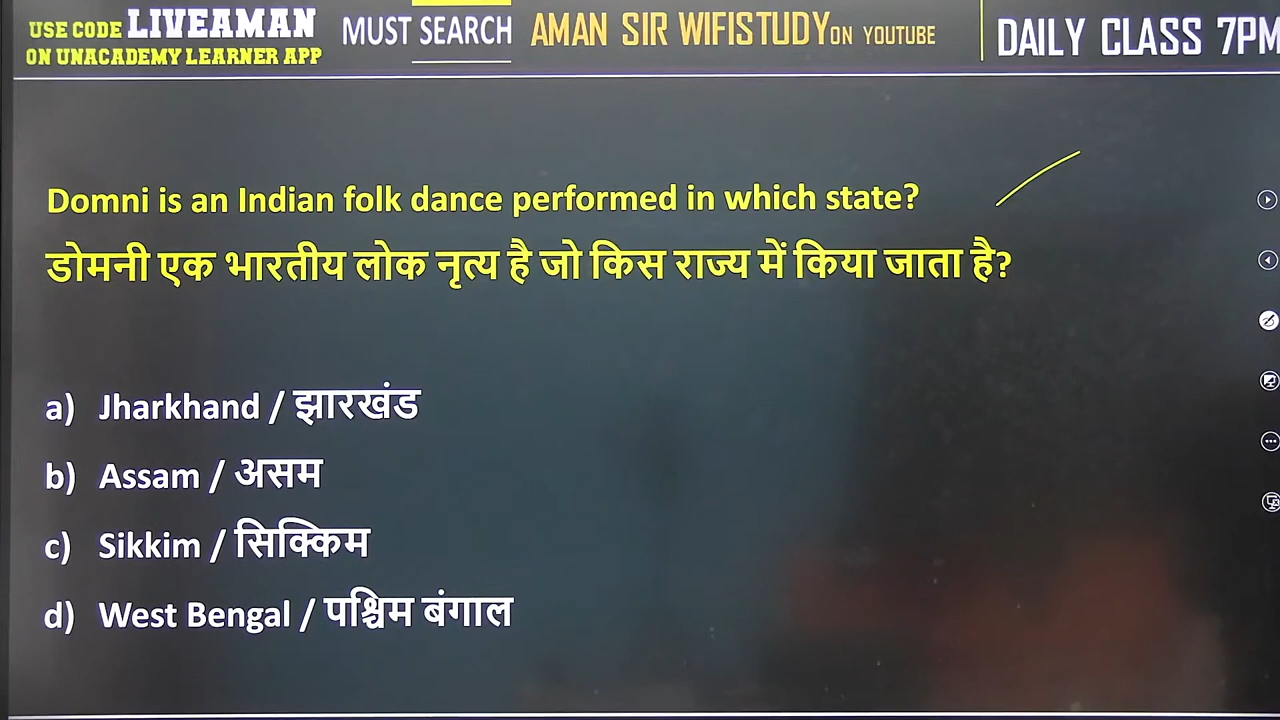 USE CODE LIVEAMAN
ON UNACADEMY LEARNER APP
MUST SEARCH
AMAN SIR WIFISTUDY ON YOUTUBE
DAILY CLASS 7PM
Domni is an Indian folk dance performed in which state?
डोमनी एक भारतीय लोक नृत्य है जो किस राज्य में किया जाता है?
a) Jharkhand / झारखंड
b) Assam / असम
c) Sikkim / सिक्किम
d) West Bengal / पश्चिम बंगाल